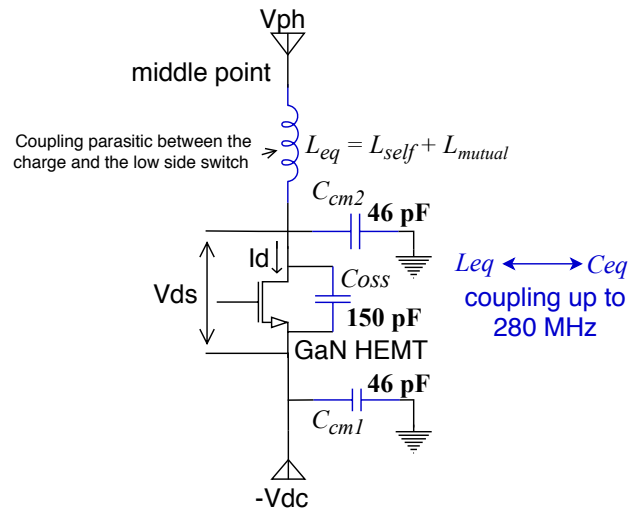 Vph
middle point
Coupling parasitic between the
charge and the low side switch
Leq = Lself + Lmutual
Ccm2
46 pF
Id
Coss
Vds
150 pF
GaN HEMT
Leq Ceq
coupling up to
280 MHz
46 pF
Ccm1
-Vdc